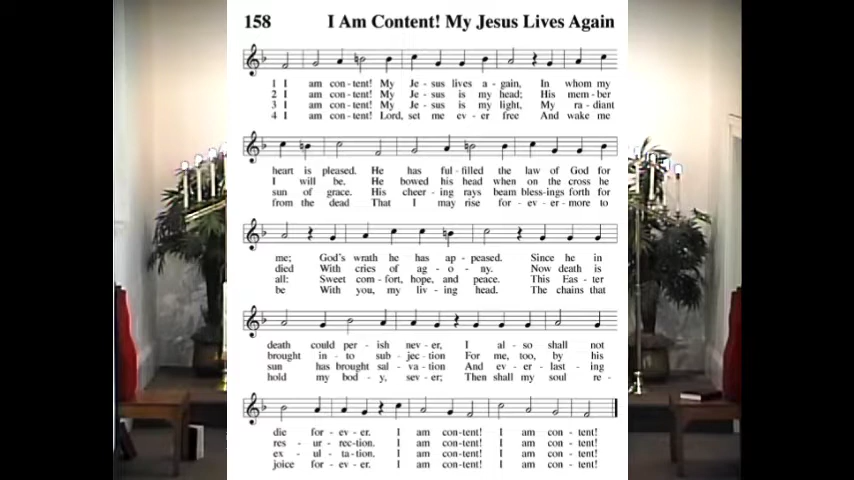 158 I Am Content! My Jesus Lives Again
1 I am con-tent! My Je-sus lives a-gain, In whom my
2 I am con-tent! My Je-sus is my head; His mem-ber
3 I am con-tent! My Je-sus is my light, My ra-diant
4 I am con-tent! Lord, set me ev-er free And wake me
heart is pleased. He has ful-filled the law of God for
I will be. He bowed his head when on the cross he
sun of grace. His cheer-ing rays beam bless-ings forth for
from the dead That I may rise for-ev-er-more to
me; God's wrath he has ap-peased. Since he in
died With cries of ag-o-ny. Now death is
all: Sweet com-fort, hope, and peace. This Eas-ter
be With you, my liv-ing head. The chains that
death could per-ish nev-er, I al-so shall not
brought in-to sub-jec-tion For me, too, by his
sun has brought sal-va-tion And ev-er-last-ing
hold my bod-y, sev-er; Then shall my soul re-
die for-ev-er. I am con-tent! I am con-tent!
res-ur-rec-tion. I am con-tent! I am con-tent!
ex-ul-ta-tion. I am con-tent! I am con-tent!
joice for-ev-er. I am con-tent! I am con-tent!